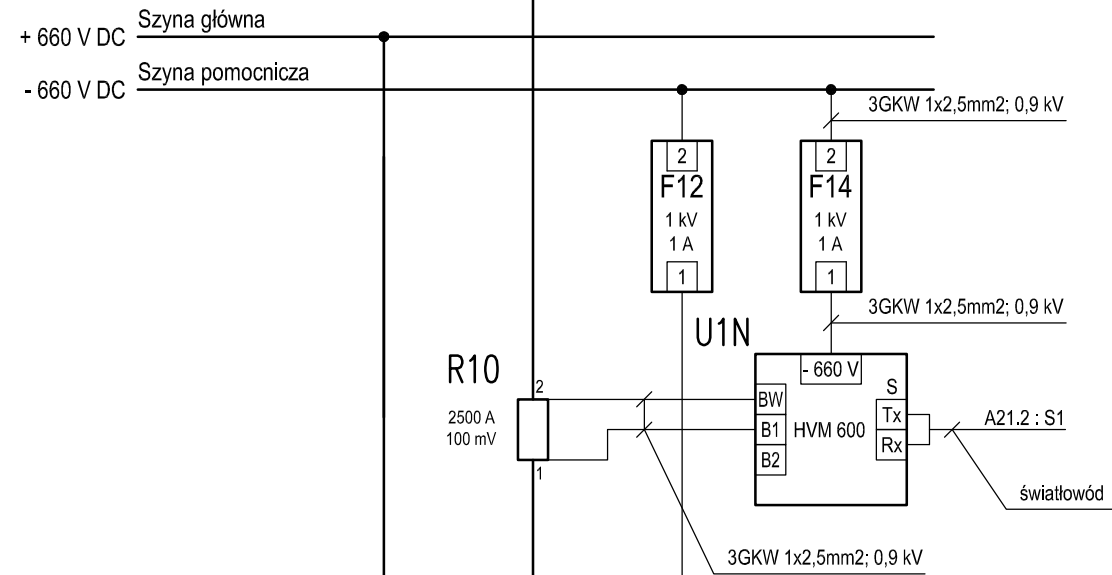 Szyna główna
+ 660 V DC
Szyna pomocnicza
- 660 V DC
3GKW 1x2,5mm2; 0,9 kV
2
F12
1 kV
1 A
1
2
F14
1 kV
1 A
1
3GKW 1x2,5mm2; 0,9 kV
U1N
- 660 V
R10
2500 A
100 mV
2
1
BW
B1
B2
HVM 600
S
Tx
Rx
A21.2 : S1
światłowód
3GKW 1x2,5mm2; 0,9 kV